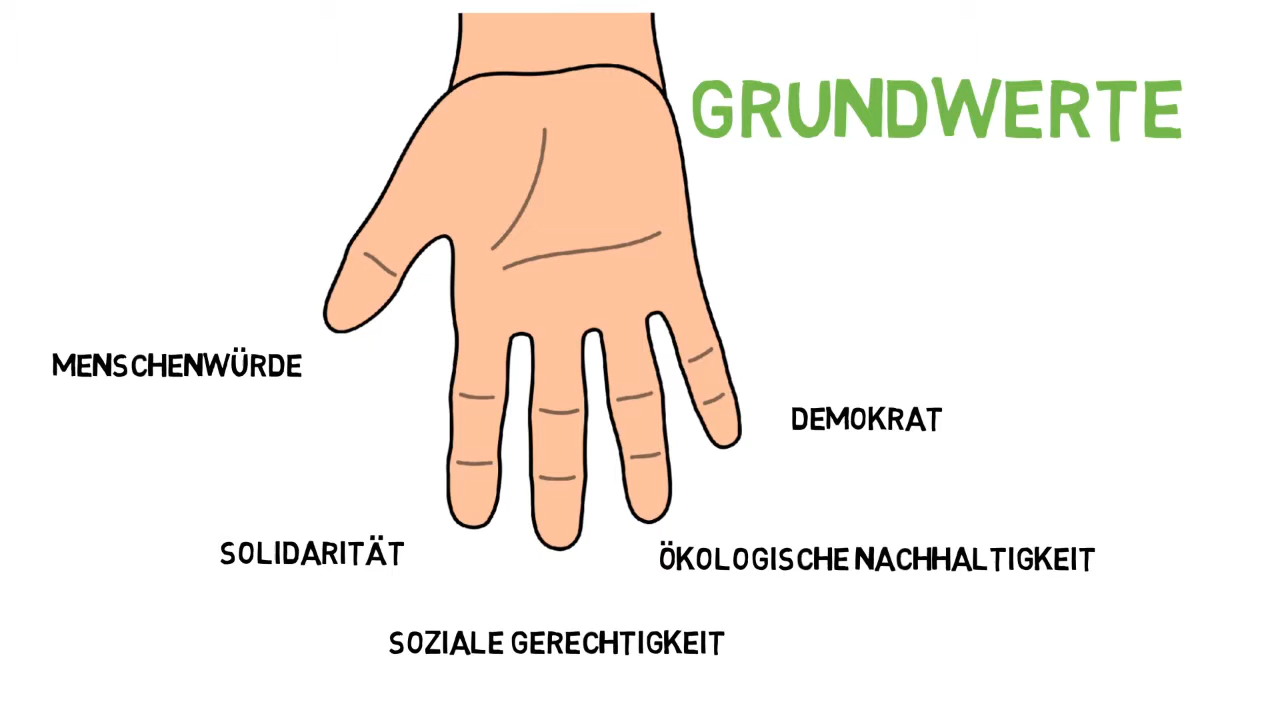 GRUNDWERTE
MENSCHENWÜRDE
DEMOKRAT
SOLIDARITÄT
ÖKOLOGISCHE NACHHALTIGKEIT
SOZIALE GERECHTIGKEIT